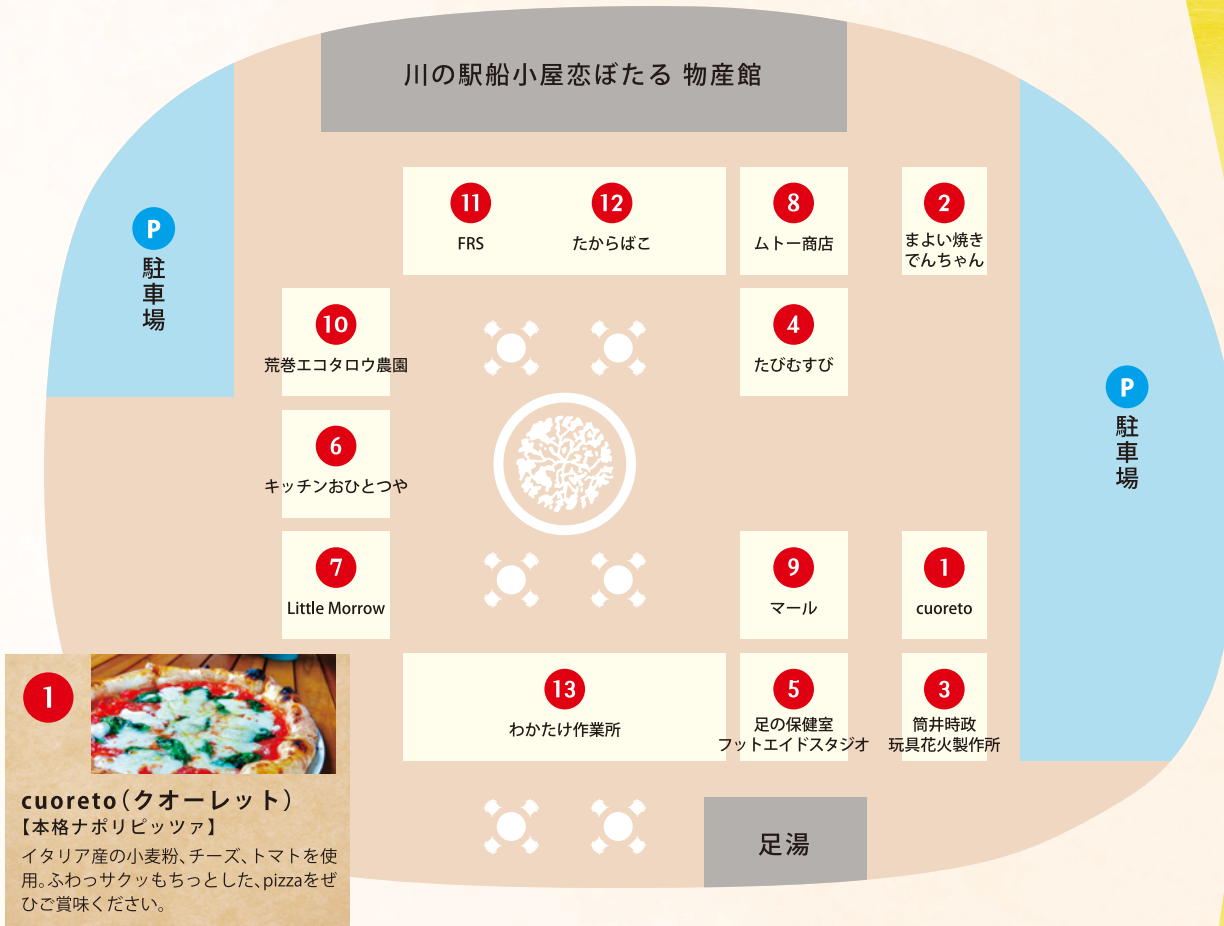 川の駅船小屋恋ぼたる 物産館
11
FRS
12
たからばこ
8
ムトー商店
2
まよい焼き
でんちゃん
P
駐車場
10
荒巻エコタロウ農園
4
たびむすび
P
駐車場
6
キッチンおひとつや
7
Little Morrow
9
マール
1
cuoreto
13
わかたけ作業所
5
足の保健室
フットエイドスタジオ
3
筒井時政
玩具花火製作所
足湯
1
cuoreto(クオーレット)
【本格ナポリピッツァ】
イタリア産の小麦粉、チーズ、トマトを使
用。ふわっサクッもちっとした、pizzaをぜ
ひご賞味ください。